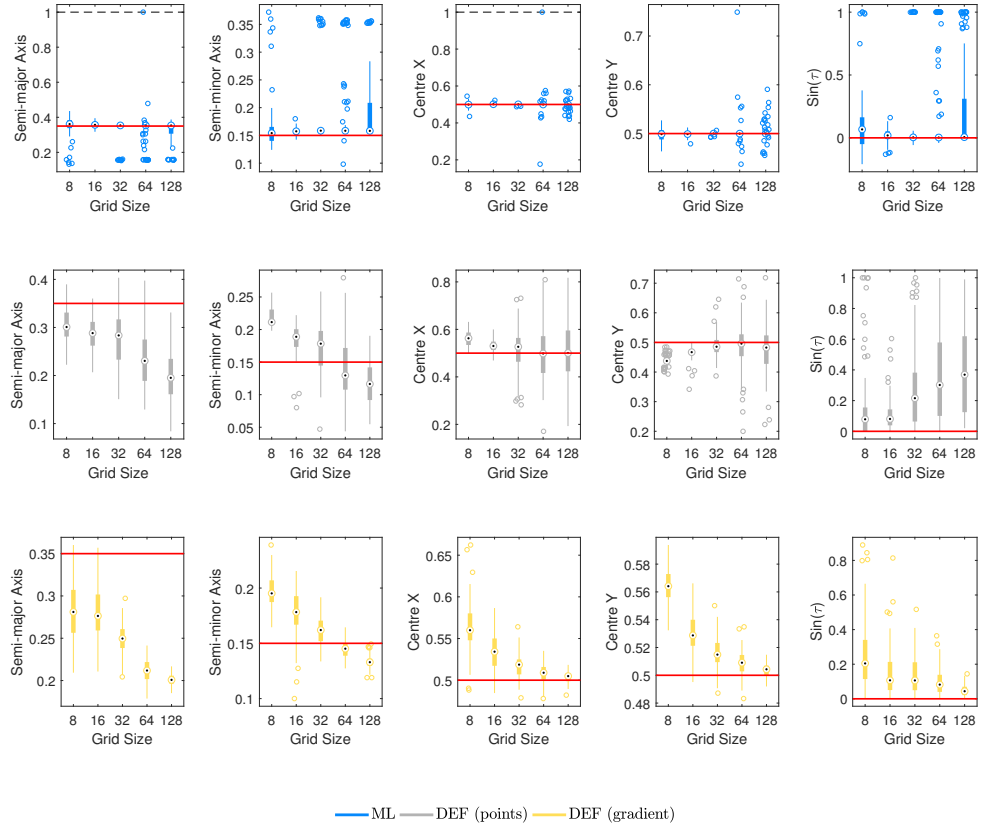 Semi-major Axis
1
0.8
0.6
0.4
0.2
8 16 32 64 128
Grid Size
Semi-minor Axis
0.35
0.3
0.25
0.2
0.15
0.1
8 16 32 64 128
Grid Size
Centre X
1
0.8
0.6
0.4
0.2
8 16 32 64 128
Grid Size
Centre Y
0.7
0.6
0.5
8 16 32 64 128
Grid Size
Sin(τ)
1
0.8
0.6
0.4
0.2
0
8 16 32 64 128
Grid Size
Semi-major Axis
0.4
0.3
0.2
0.1
8 16 32 64 128
Grid Size
Semi-minor Axis
0.25
0.2
0.15
0.1
0.05
8 16 32 64 128
Grid Size
Centre X
0.8
0.6
0.4
0.2
8 16 32 64 128
Grid Size
Centre Y
0.7
0.6
0.5
0.4
0.3
0.2
8 16 32 64 128
Grid Size
Sin(τ)
1
0.8
0.6
0.4
0.2
0
8 16 32 64 128
Grid Size
Semi-major Axis
0.35
0.3
0.25
0.2
8 16 32 64 128
Grid Size
Semi-minor Axis
0.2
0.15
0.1
8 16 32 64 128
Grid Size
Centre X
0.65
0.6
0.55
0.5
8 16 32 64 128
Grid Size
Centre Y
0.58
0.56
0.54
0.52
0.5
0.48
8 16 32 64 128
Grid Size
Sin(τ)
0.8
0.6
0.4
0.2
0
8 16 32 64 128
Grid Size
ML DEF (points) DEF (gradient)